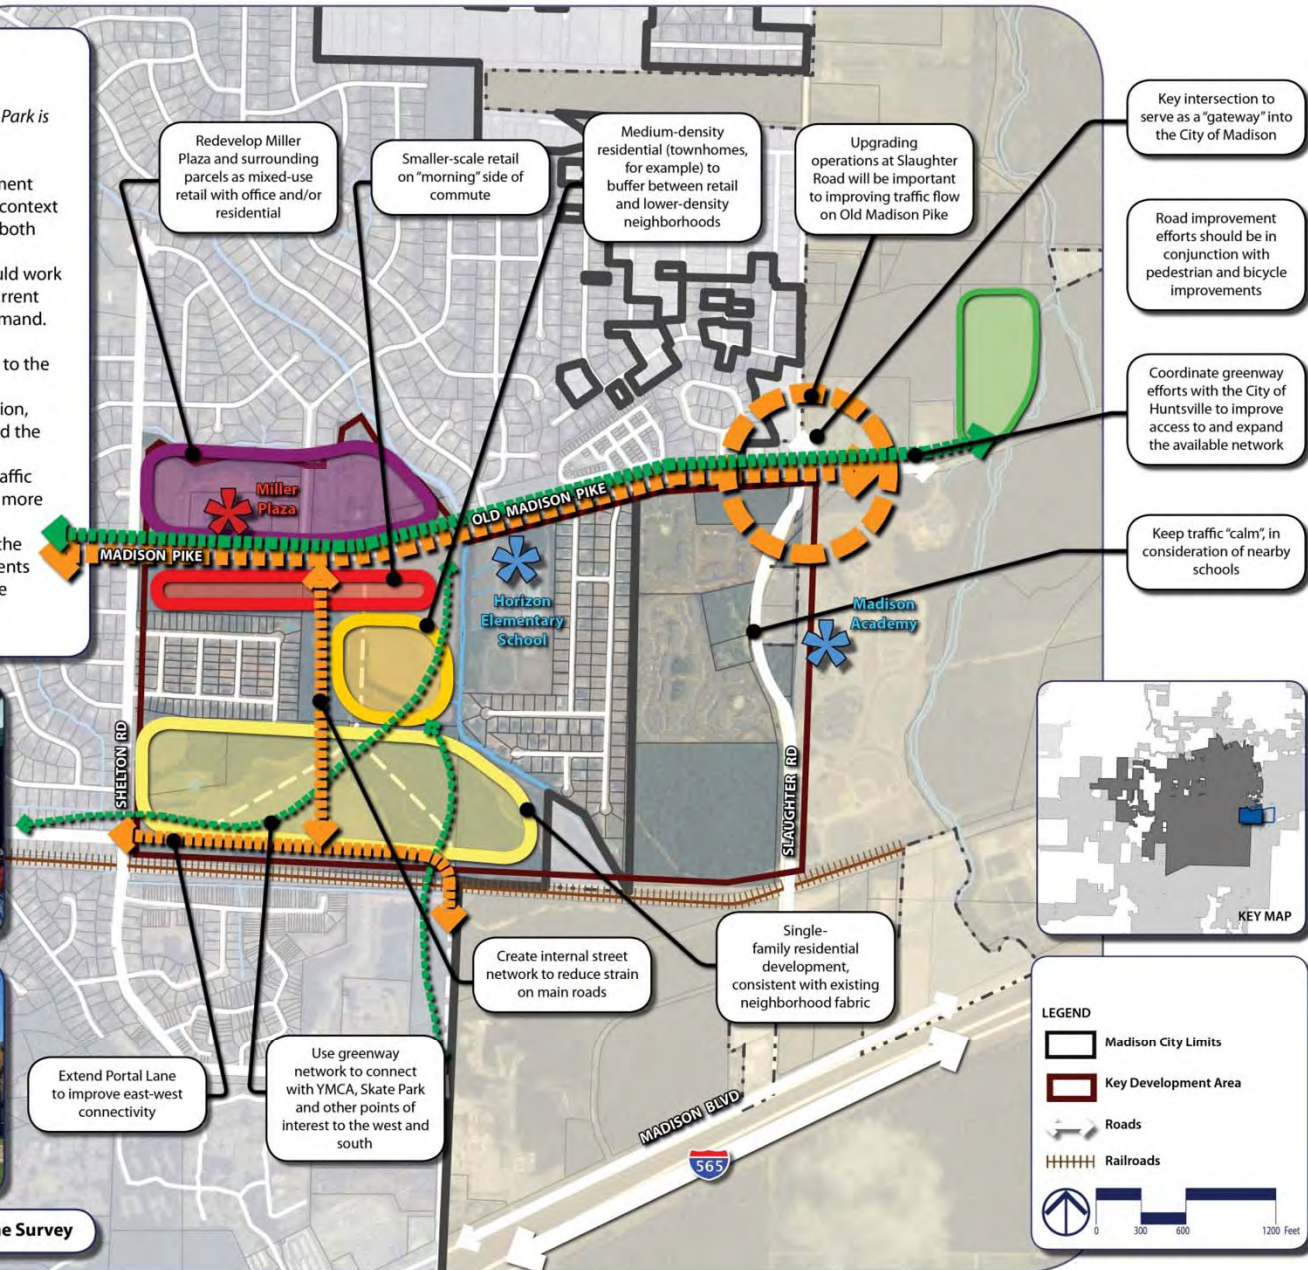 Park is
ment
context
both
uld work
rrent
mand.
to the
ion,
d the
affic
more
the
ents
e
e Survey
Redevelop Miller
Plaza and surrounding
parcels as mixed-use
retail with office and/or
residential
Smaller-scale retail
on "morning" side of
commute
Medium-density
residential (townhomes,
for example) to
buffer between retail
and lower-density
neighborhoods
Upgrading
operations at Slaughter
Road will be important
to improving traffic flow
on Old Madison Pike
Key intersection to
serve as a "gateway" into
the City of Madison
Road improvement
efforts should be in
conjunction with
pedestrian and bicycle
improvements
Coordinate greenway
efforts with the City of
Huntsville to improve
access to and expand
the available network
Keep traffic "calm", in
consideration of nearby
schools
Miller
Plaza
OLD MADISON PIKE
MADISON PIKE
Horizon
Elementary
School
Madison
Academy
SHELTON RD
SLAUGHTER RD
Create internal street
network to reduce strain
on main roads
Single-
family residential
development,
consistent with existing
neighborhood fabric
Extend Portal Lane
to improve east-west
connectivity
Use greenway
network to connect
with YMCA, Skate Park
and other points of
interest to the west and
south
MADISON BLVD
565
KEY MAP
LEGEND
Madison City Limits
Key Development Area
Roads
Railroads
0 300 600 1200 Feet